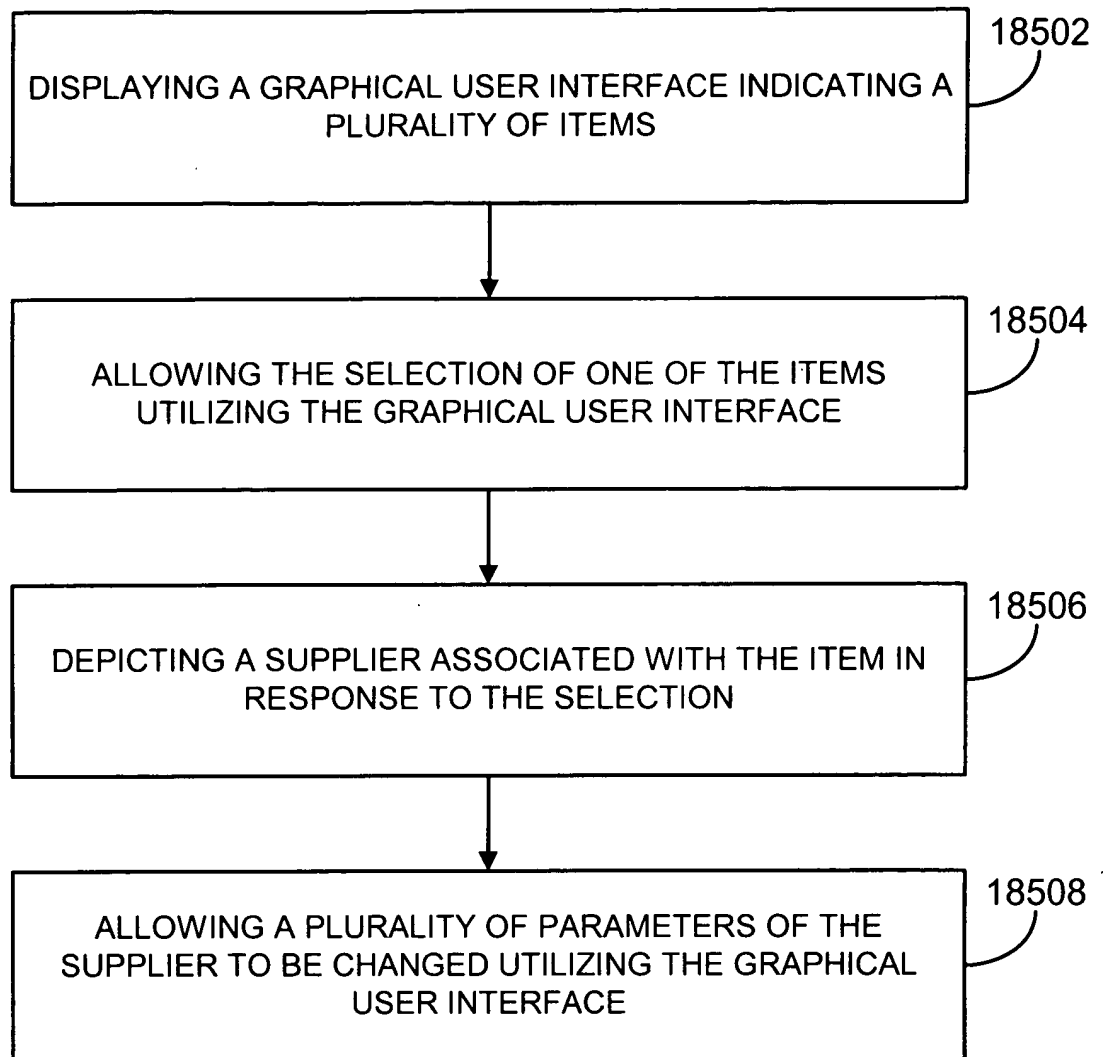 18502
DISPLAYING A GRAPHICAL USER INTERFACE INDICATING A
PLURALITY OF ITEMS
18504
ALLOWING THE SELECTION OF ONE OF THE ITEMS
UTILIZING THE GRAPHICAL USER INTERFACE
18506
DEPICTING A SUPPLIER ASSOCIATED WITH THE ITEM IN
RESPONSE TO THE SELECTION
18508
ALLOWING A PLURALITY OF PARAMETERS OF THE
SUPPLIER TO BE CHANGED UTILIZING THE GRAPHICAL
USER INTERFACE